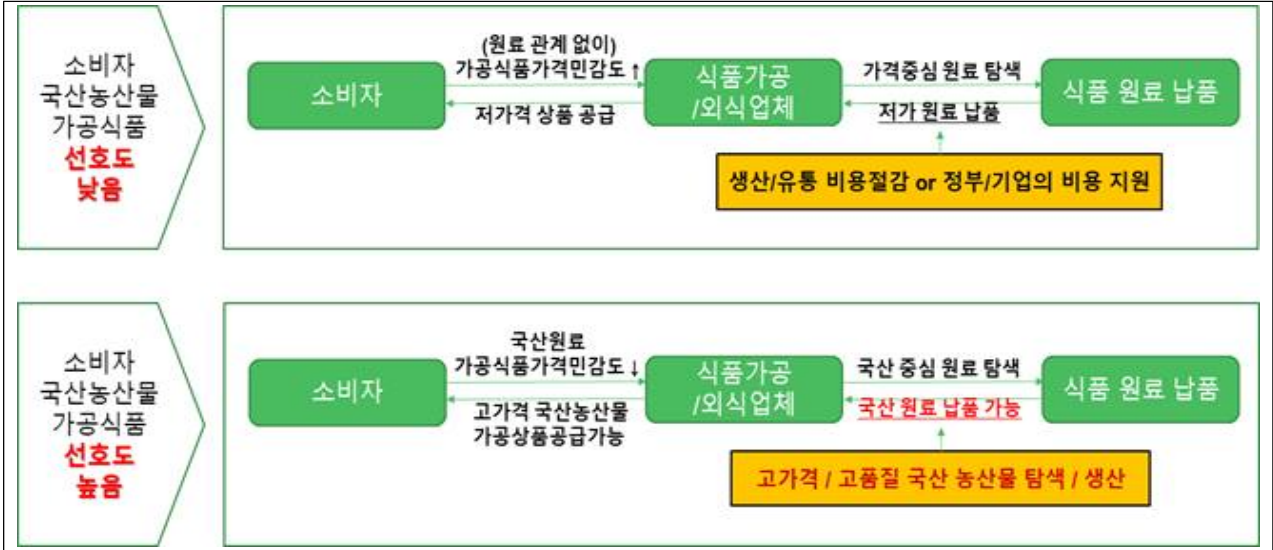 소비자
국산농산물
가공식품
선호도
낮음
소비자
(원료 관계 없이)
가공식품가격민감도 ↑
저가격 상품 공급
식품가공
/외식업체
가격중심 원료 탐색
저가 원료 납품
식품 원료 납품
생산/유통 비용절감 or 정부/기업의 비용 지원
소비자
국산농산물
가공식품
선호도
높음
소비자
국산원료
가공식품가격민감도 ↓
고가격 국산농산물
가공상품공급가능
식품가공
/외식업체
국산 중심 원료 탐색
국산 원료 납품 가능
식품 원료 납품
고가격 / 고품질 국산 농산물 탐색 / 생산